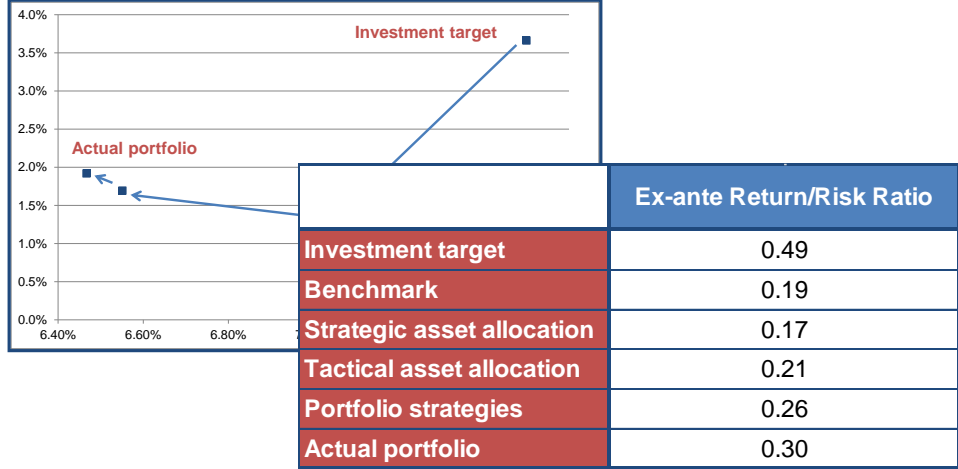 4.0%
Investment target
3.5%
3.0%
2.5%
Actual portfolio
2.0%
1.5%
1.0%
0.5%
0.0%
6.40% 6.60% 6.80%
Ex-ante Return/Risk Ratio
Investment target 0.49
Benchmark 0.19
Strategic asset allocation 0.17
Tactical asset allocation 0.21
Portfolio strategies 0.26
Actual portfolio 0.30